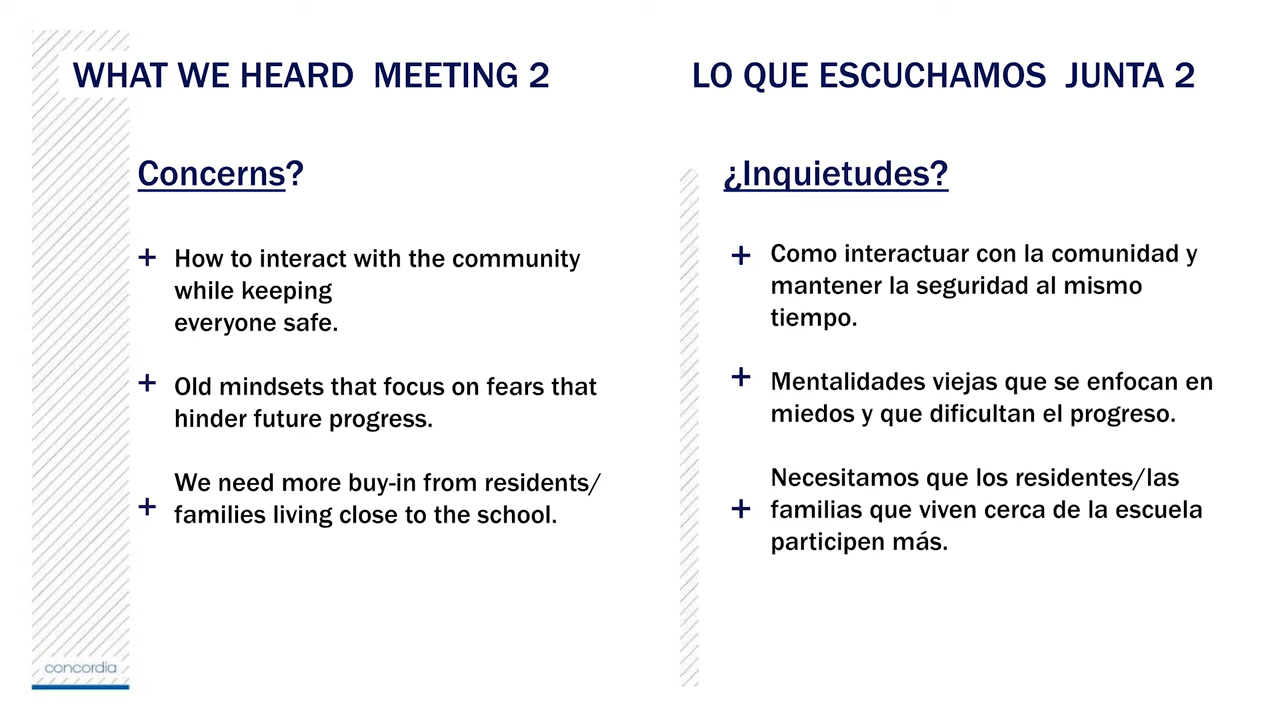 WHAT WE HEARD  MEETING 2
Concerns?
+ How to interact with the community
while keeping
everyone safe.
+ Old mindsets that focus on fears that
hinder future progress.
+ We need more buy-in from residents/
families living close to the school.
concordia
LO QUE ESCUCHAMOS  JUNTA 2
¿Inquietudes?
+ Como interactuar con la comunidad y
mantener la seguridad al mismo
tiempo.
+ Mentalidades viejas que se enfocan en
miedos y que dificultan el progreso.
+ Necesitamos que los residentes/las
familias que viven cerca de la escuela
participen más.